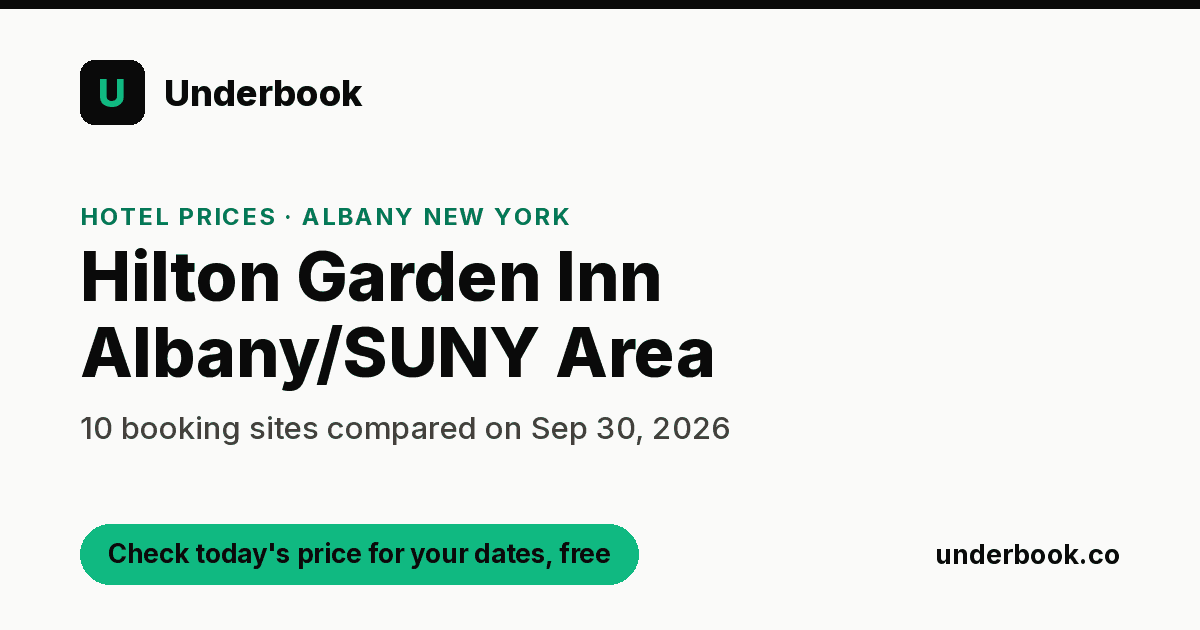 U Underbook
HOTEL PRICES · ALBANY NEW YORK
Hilton Garden Inn
Albany/SUNY Area
10 booking sites compared on Sep 30, 2026
Check today's price for your dates, free
underbook.co